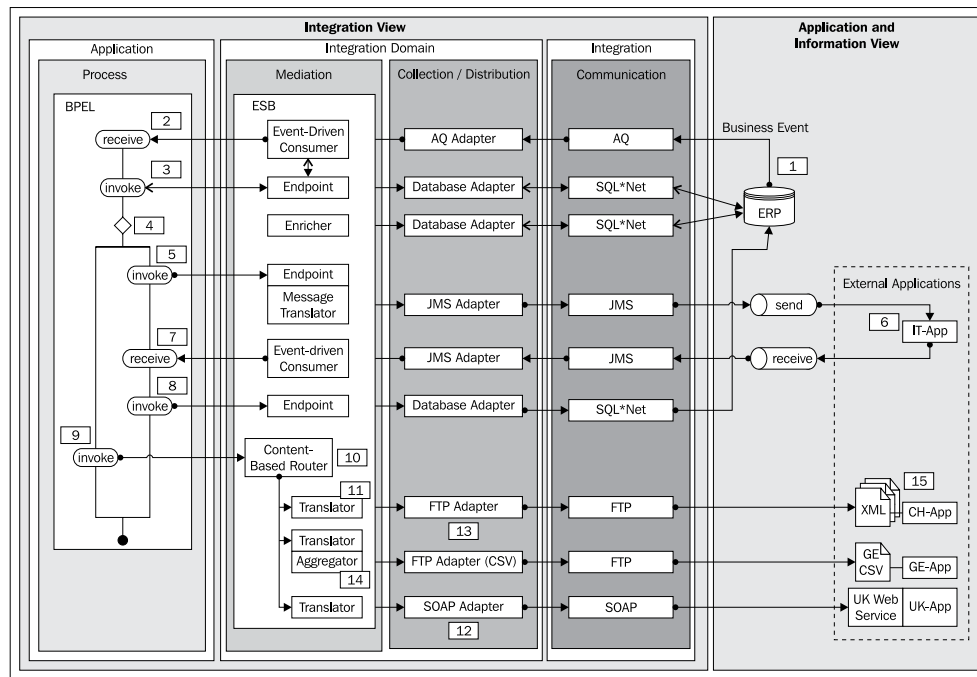 Integration View
Application and
Information View
Application
Integration Domain
Integration
Process
Mediation
Collection / Distribution
Communication
BPEL
ESB
2
receive
Event-Driven
Consumer
AQ Adapter
AQ
Business Event
1
3
invoke
Endpoint
Database Adapter
SQL*Net
ERP
4
Enricher
Database Adapter
SQL*Net
5
invoke
Endpoint
Message
Translator
JMS Adapter
JMS
send
External Applications
6
IT-App
7
receive
Event-driven
Consumer
JMS Adapter
JMS
receive
8
invoke
Endpoint
Database Adapter
SQL*Net
9
invoke
Content-
Based Router
10
11
Translator
FTP Adapter
13
FTP
XML
15
CH-App
Translator
Aggregator
14
FTP Adapter (CSV)
FTP
GE
CSV
GE-App
Translator
SOAP Adapter
12
SOAP
UK Web
Service
UK-App